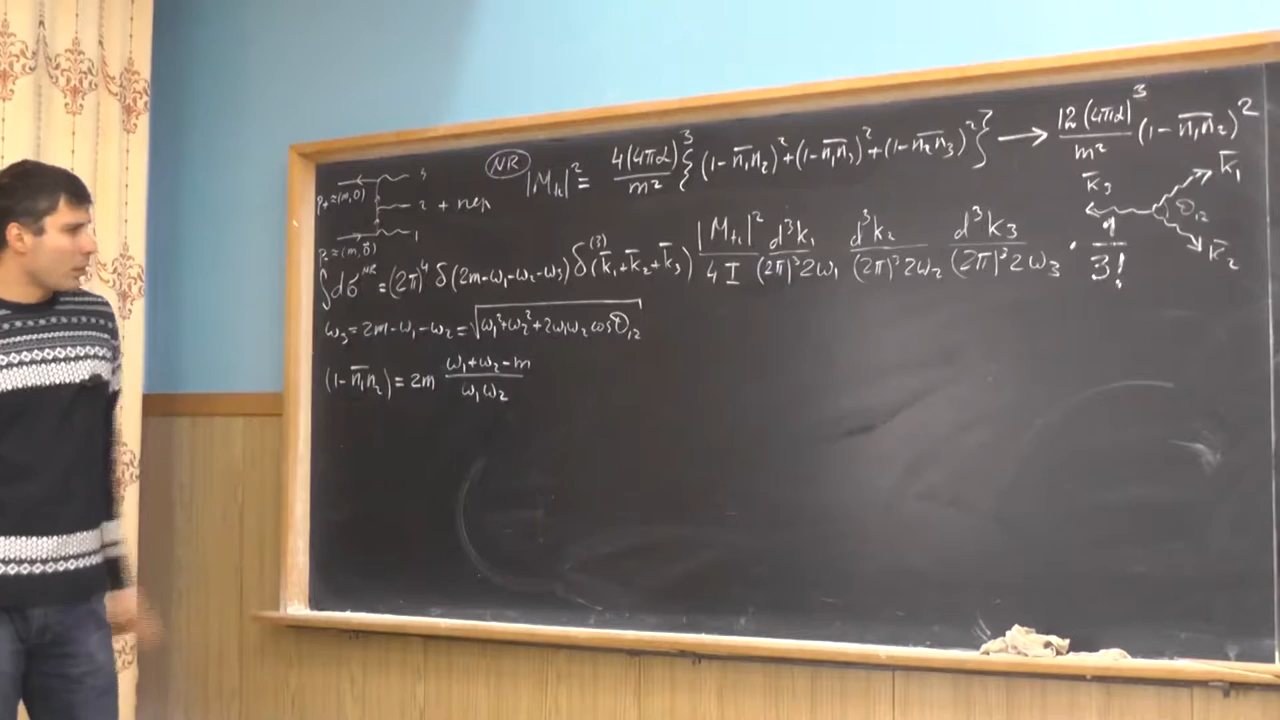 NR |M_fi|² = 4(4πα)³/m² {(1-n̄₁n̄₂)²+(1-n̄₁n̄₃)²+(1-n̄₂n̄₃)²} → 12(4πα)³/m² (1-n̄₁n̄₂)²
p₊≃(m,0) 3
2 + пер
p₋≃(m,0̄) 1
k̄₃ k̄₁ θ₁₂ k̄₂
∫dσ^NR = (2π)⁴ δ(2m-ω₁-ω₂-ω₃) δ⁽³⁾(k̄₁+k̄₂+k̄₃) |M_fi|²/4I d³k₁/(2π)³2ω₁ d³k₂/(2π)³2ω₂ d³k₃/(2π)³2ω₃ · 1/3!
ω₃=2m-ω₁-ω₂=√(ω₁²+ω₂²+2ω₁ω₂cosθ₁₂)
(1-n̄₁n̄₂)=2m (ω₁+ω₂-m)/(ω₁ω₂)